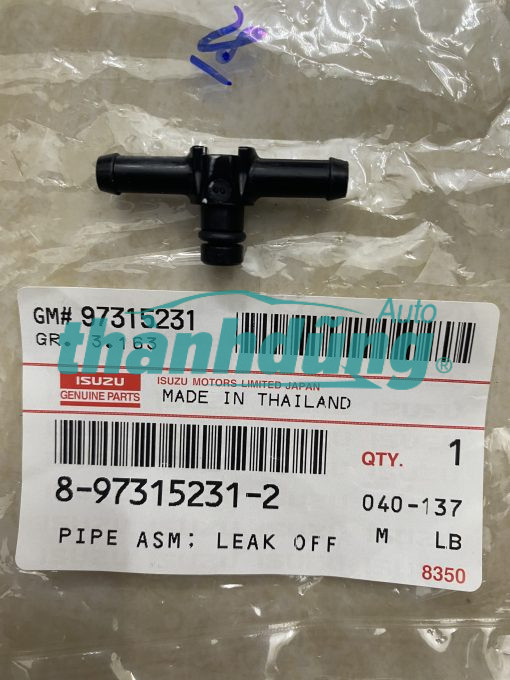 GM# 97315231
GR. 3.163
Auto
thanhdũng®
ISUZU
GENUINE PARTS
ISUZU MOTORS LIMITED JAPAN
MADE IN THAILAND
QTY. 1
8-97315231-2
040-137
PIPE ASM; LEAK OFF
M LB
8350